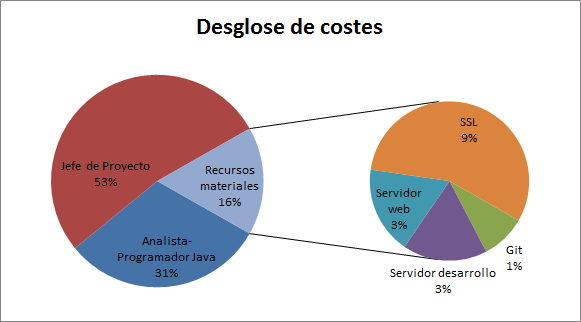 Desglose de costes
Jefe de Proyecto
53%
Recursos
materiales
16%
Analista-
Programador Java
31%
SSL
9%
Servidor
web
3%
Git
1%
Servidor desarrollo
3%